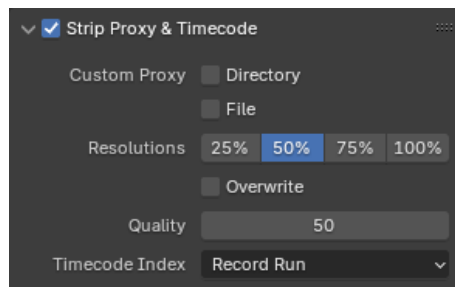 Strip Proxy & Timecode
Custom Proxy Directory
File
Resolutions 25% 50% 75% 100%
Overwrite
Quality 50
Timecode Index Record Run